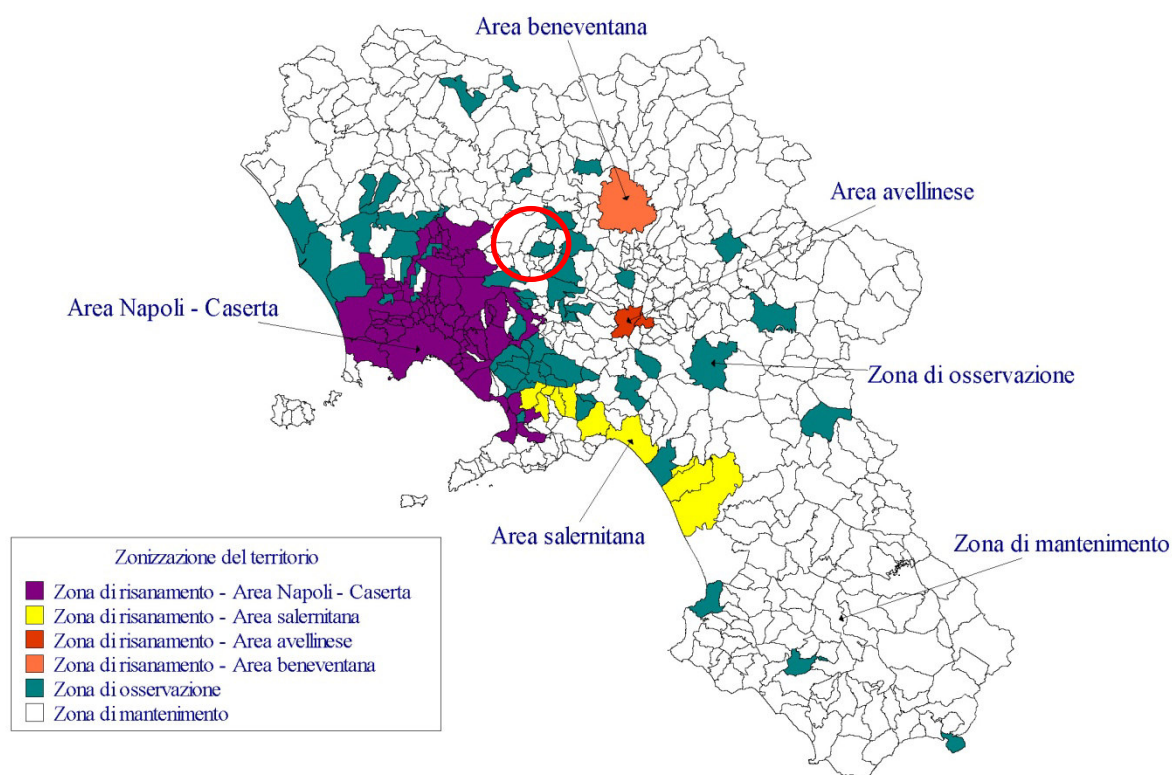 Area beneventana
Area avellinese
Area Napoli - Caserta
Zona di osservazione
Area salernitana
Zona di mantenimento
Zonizzazione del territorio
Zona di risanamento - Area Napoli - Caserta
Zona di risanamento - Area salernitana
Zona di risanamento - Area avellinese
Zona di risanamento - Area beneventana
Zona di osservazione
Zona di mantenimento